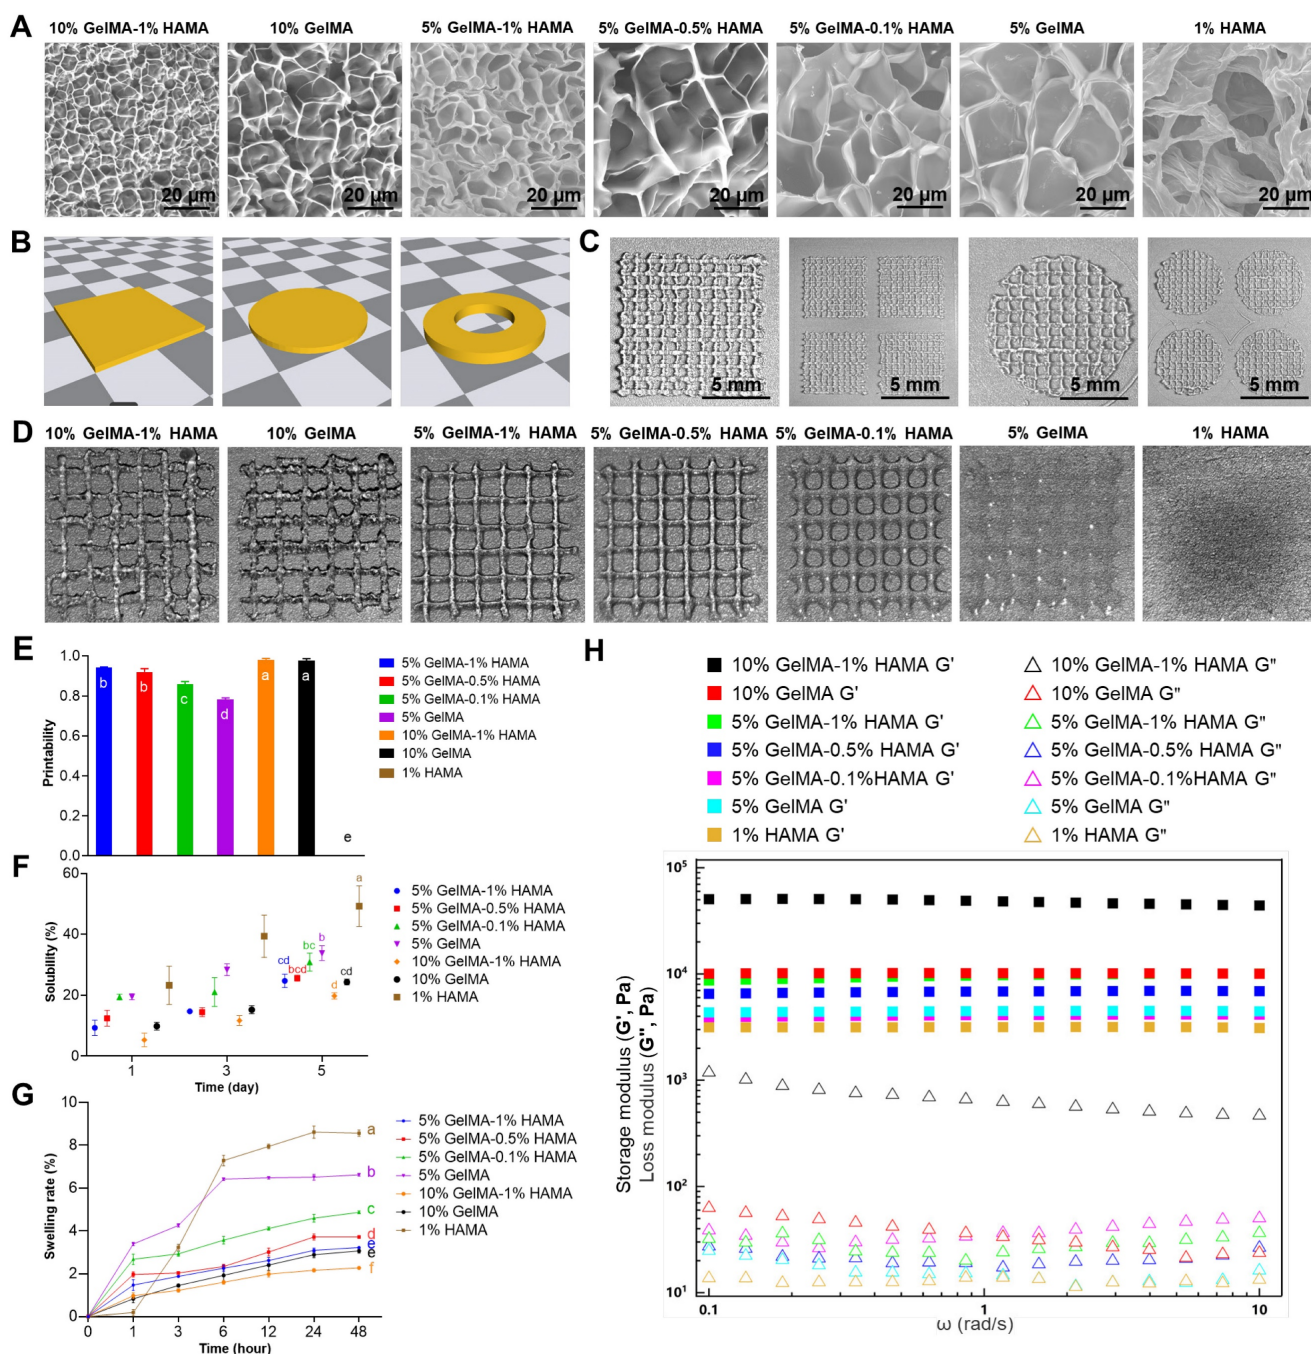 A
10% GelMA-1% HAMA
10% GelMA
5% GelMA-1% HAMA
5% GelMA-0.5% HAMA
5% GelMA-0.1% HAMA
5% GelMA
1% HAMA
20 μm
20 μm
20 μm
20 μm
20 μm
20 μm
20 μm
B
C
5 mm
5 mm
5 mm
5 mm
D
10% GelMA-1% HAMA
10% GelMA
5% GelMA-1% HAMA
5% GelMA-0.5% HAMA
5% GelMA-0.1% HAMA
5% GelMA
1% HAMA
E
Printability
1.0
0.8
0.6
0.4
0.2
0.0
b
b
c
d
a
a
e
5% GelMA-1% HAMA
5% GelMA-0.5% HAMA
5% GelMA-0.1% HAMA
5% GelMA
10% GelMA-1% HAMA
10% GelMA
1% HAMA
F
Solubility (%)
60
40
20
0
cd
bcd
bc
b
d
cd
a
1
3
5
Time (day)
5% GelMA-1% HAMA
5% GelMA-0.5% HAMA
5% GelMA-0.1% HAMA
5% GelMA
10% GelMA-1% HAMA
10% GelMA
1% HAMA
G
Swelling rate (%)
10
8
6
4
2
0
a
b
c
d
e
e
f
0
1
3
6
12
24
48
Time (hour)
5% GelMA-1% HAMA
5% GelMA-0.5% HAMA
5% GelMA-0.1% HAMA
5% GelMA
10% GelMA-1% HAMA
10% GelMA
1% HAMA
H
10% GelMA-1% HAMA G'
10% GelMA G'
5% GelMA-1% HAMA G'
5% GelMA-0.5% HAMA G'
5% GelMA-0.1%HAMA G'
5% GelMA G'
1% HAMA G'
10% GelMA-1% HAMA G"
10% GelMA G"
5% GelMA-1% HAMA G"
5% GelMA-0.5% HAMA G"
5% GelMA-0.1%HAMA G"
5% GelMA G"
1% HAMA G"
Storage modulus (G', Pa)
Loss modulus (G", Pa)
10⁵
10⁴
10³
10²
10¹
0.1
1
10
ω (rad/s)